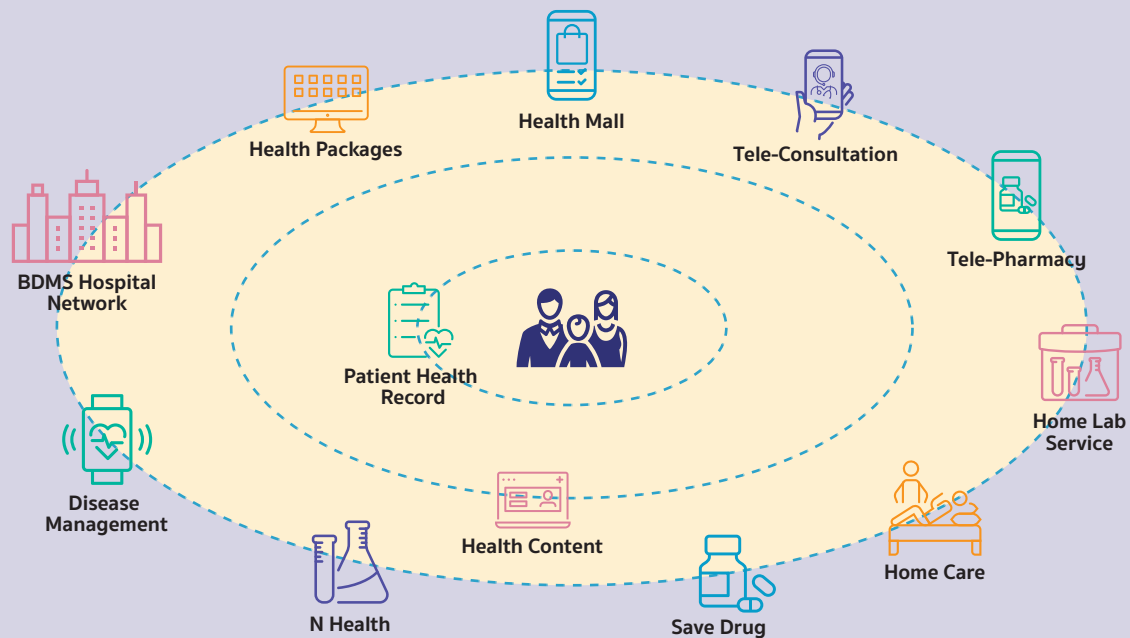 Health Mall
Health Packages
Tele-Consultation
Tele-Pharmacy
BDMS Hospital
Network
Patient Health
Record
Home Lab
Service
Disease
Management
Health Content
Home Care
N Health
Save Drug